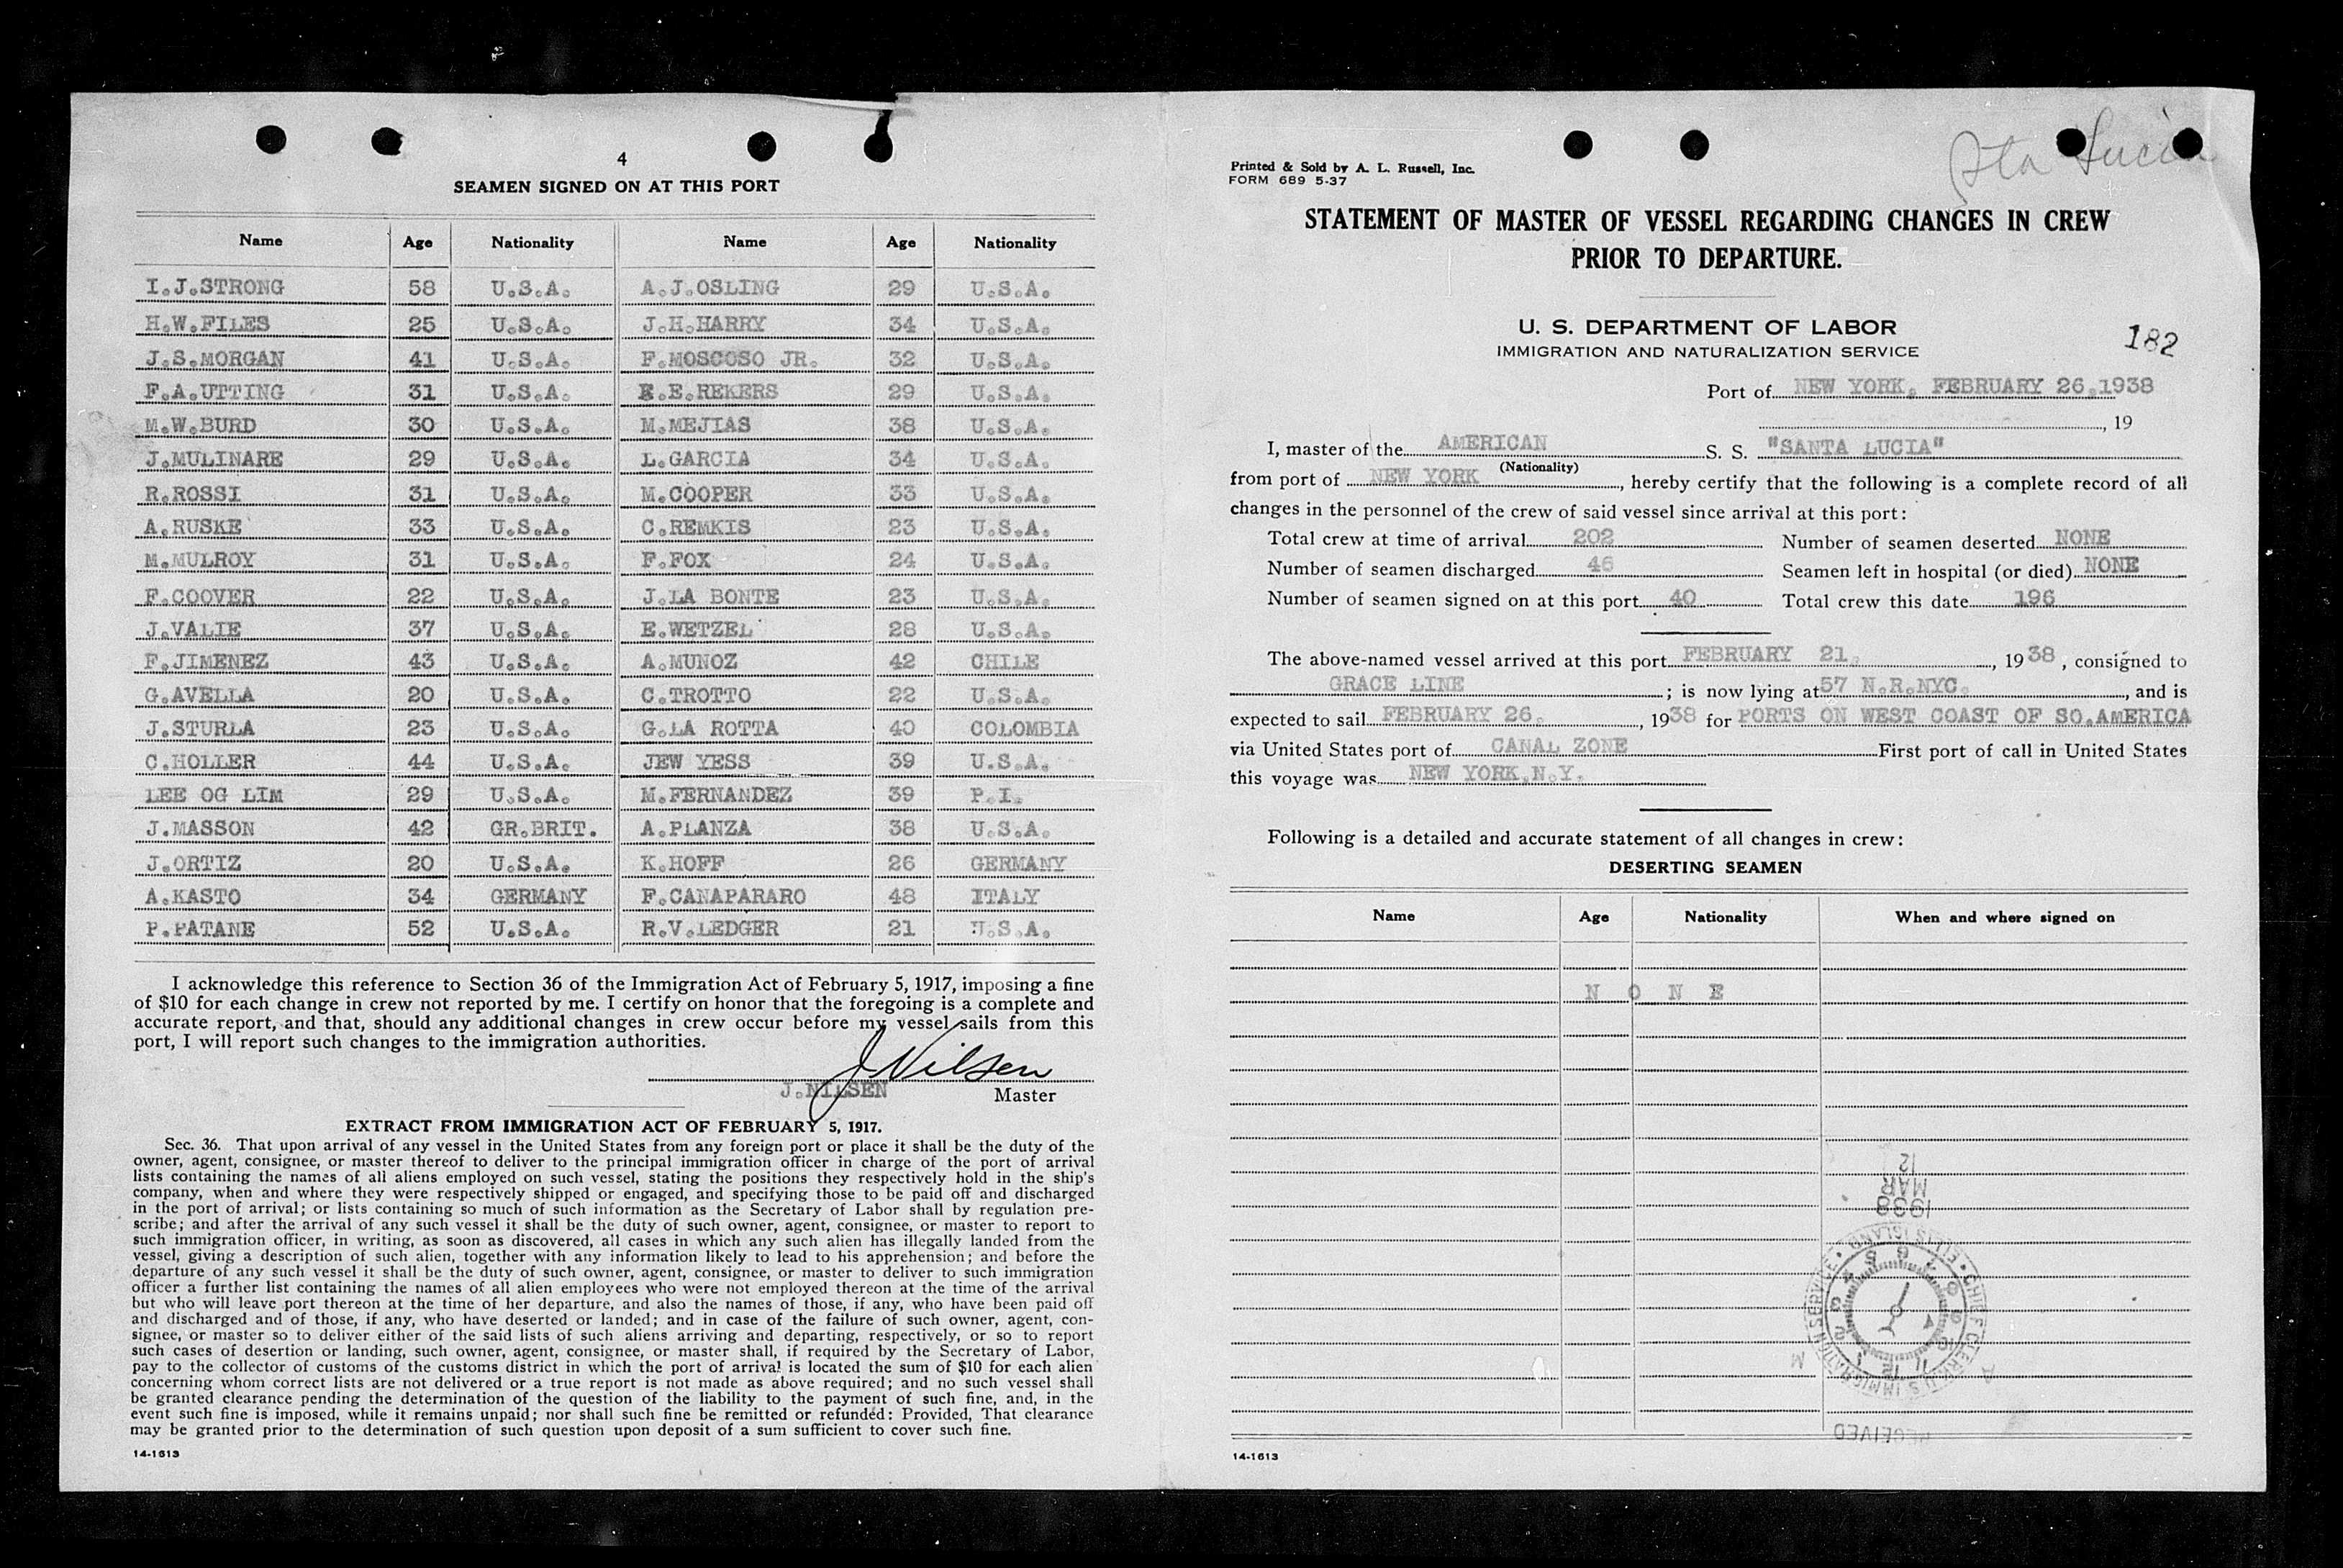 4
SEAMEN SIGNED ON AT THIS PORT
Name Age Nationality Name Age Nationality
I.J.STRONG 58 U.S.A. A.J.OSLING 29 U.S.A.
H.W.FILES 25 U.S.A. J.H.HARRY 34 U.S.A.
J.S.MORGAN 41 U.S.A. F.MOSCOSO JR. 32 U.S.A.
F.A.UTTING 31 U.S.A. E.E.REKERS 29 U.S.A.
M.W.BURD 30 U.S.A. M.MEJIAS 38 U.S.A.
J.MULINARE 29 U.S.A. L.GARCIA 34 U.S.A.
R.ROSSI 31 U.S.A. M.COOPER 33 U.S.A.
A.RUSKE 33 U.S.A. C.REMKIS 23 U.S.A.
M.MULROY 31 U.S.A. F.FOX 24 U.S.A.
F.COOVER 22 U.S.A. J.LA BONTE 23 U.S.A.
J.VALIE 37 U.S.A. E.WETZEL 28 U.S.A.
F.JIMENEZ 43 U.S.A. A.MUNOZ 42 CHILE
G.AVELLA 20 U.S.A. C.TROTTO 22 U.S.A.
J.STURLA 23 U.S.A. G.LA ROTTA 40 COLOMBIA
C.HOLLER 44 U.S.A. JEW YESS 39 U.S.A.
LEE OG LIM 29 U.S.A. M.FERNANDEZ 39 P.I.
J.MASSON 42 GR.BRIT. A.PLANZA 38 U.S.A.
J.ORTIZ 20 U.S.A. K.HOFF 26 GERMANY
A.KASTO 34 GERMANY F.CANAPARARO 48 ITALY
P.PATANE 52 U.S.A. R.V.LEDGER 21 U.S.A.
I acknowledge this reference to Section 36 of the Immigration Act of February 5, 1917, imposing a fine
of $10 for each change in crew not reported by me. I certify on honor that the foregoing is a complete and
accurate report, and that, should any additional changes in crew occur before my vessel sails from this
port, I will report such changes to the immigration authorities.
J Nilsen
J.NILSEN Master
EXTRACT FROM IMMIGRATION ACT OF FEBRUARY 5, 1917.
Sec. 36. That upon arrival of any vessel in the United States from any foreign port or place it shall be the duty of the
owner, agent, consignee, or master thereof to deliver to the principal immigration officer in charge of the port of arrival
lists containing the names of all aliens employed on such vessel, stating the positions they respectively hold in the ship's
company, when and where they were respectively shipped or engaged, and specifying those to be paid off and discharged
in the port of arrival; or lists containing so much of such information as the Secretary of Labor shall by regulation pre-
scribe; and after the arrival of any such vessel it shall be the duty of such owner, agent, consignee, or master to report to
such immigration officer, in writing, as soon as discovered, all cases in which any such alien has illegally landed from the
vessel, giving a description of such alien, together with any information likely to lead to his apprehension; and before the
departure of any such vessel it shall be the duty of such owner, agent, consignee, or master to deliver to such immigration
officer a further list containing the names of all alien employees who were not employed thereon at the time of the arrival
but who will leave port thereon at the time of her departure, and also the names of those, if any, who have been paid off
and discharged and of those, if any, who have deserted or landed; and in case of the failure of such owner, agent, con-
signee, or master so to deliver either of the said lists of such aliens arriving and departing, respectively, or so to report
such cases of desertion or landing, such owner, agent, consignee, or master shall, if required by the Secretary of Labor,
pay to the collector of customs of the customs district in which the port of arrival is located the sum of $10 for each alien
concerning whom correct lists are not delivered or a true report is not made as above required; and no such vessel shall
be granted clearance pending the determination of the question of the liability to the payment of such fine, and, in the
event such fine is imposed, while it remains unpaid; nor shall such fine be remitted or refunded: Provided, That clearance
may be granted prior to the determination of such question upon deposit of a sum sufficient to cover such fine.
14-1613
Sta Lucia
Printed & Sold by A. L. Russell, Inc.
FORM 689 5-37
STATEMENT OF MASTER OF VESSEL REGARDING CHANGES IN CREW
PRIOR TO DEPARTURE.
U. S. DEPARTMENT OF LABOR
IMMIGRATION AND NATURALIZATION SERVICE
182
Port of NEW YORK, FEBRUARY 26,1938
, 19
I, master of the AMERICAN S. S. "SANTA LUCIA"
(Nationality)
from port of NEW YORK, hereby certify that the following is a complete record of all
changes in the personnel of the crew of said vessel since arrival at this port:
Total crew at time of arrival 202 Number of seamen deserted NONE
Number of seamen discharged 46 Seamen left in hospital (or died) NONE
Number of seamen signed on at this port 40 Total crew this date 196
The above-named vessel arrived at this port FEBRUARY 21, , 1938, consigned to
GRACE LINE; is now lying at 57 N.R.NYC., and is
expected to sail FEBRUARY 26, , 1938 for PORTS ON WEST COAST OF SO.AMERICA
via United States port of CANAL ZONE First port of call in United States
this voyage was NEW YORK,N.Y.
Following is a detailed and accurate statement of all changes in crew:
DESERTING SEAMEN
Name Age Nationality When and where signed on
N O N E
12
MAR
1938
CHIEF CLERK U.S. IMMIGRATION SERVICE • ELLIS ISLAND •
A M
RECEIVED
14-1613